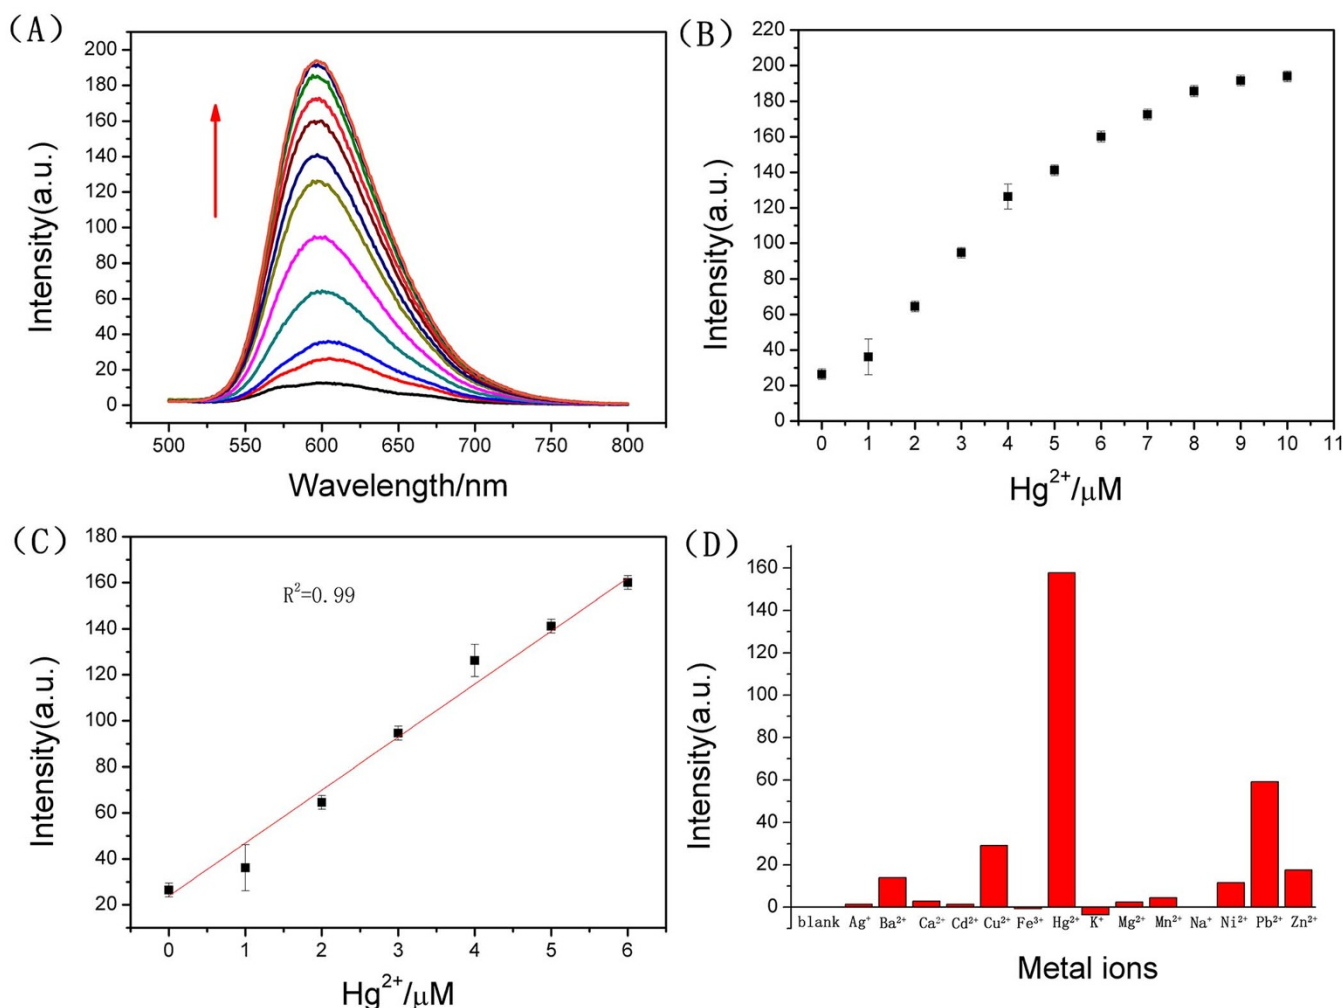 (A)
200
180
160
140
120
100
80
60
40
20
0
Intensity(a.u.)
500 550 600 650 700 750 800
Wavelength/nm
(B)
220
200
180
160
140
120
100
80
60
40
20
0
Intensity(a.u.)
0 1 2 3 4 5 6 7 8 9 10 11
Hg²⁺/μM
(C)
180
160
140
120
100
80
60
40
20
Intensity(a.u.)
R²=0.99
0 1 2 3 4 5 6
Hg²⁺/μM
(D)
160
140
120
100
80
60
40
20
0
Intensity(a.u.)
blank Ag⁺ Ba²⁺ Ca²⁺ Cd²⁺ Cu²⁺ Fe³⁺ Hg²⁺ K⁺ Mg²⁺ Mn²⁺ Na⁺ Ni²⁺ Pb²⁺ Zn²⁺
Metal ions